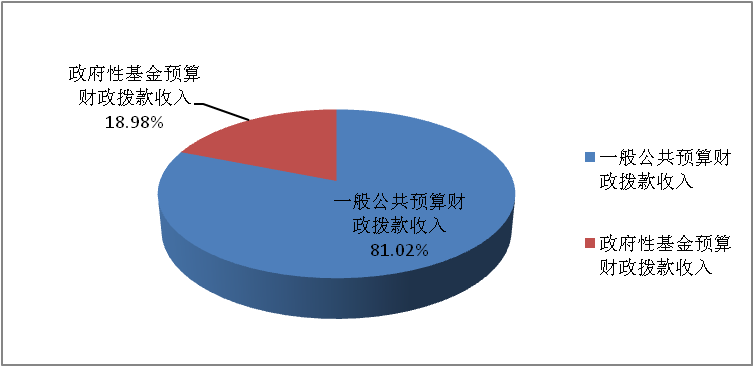 政府性基金预算
财政拨款收入
18.98%
一般公共预算财
政拨款收入
81.02%
一般公共预算财
政拨款收入
政府性基金预算
财政拨款收入